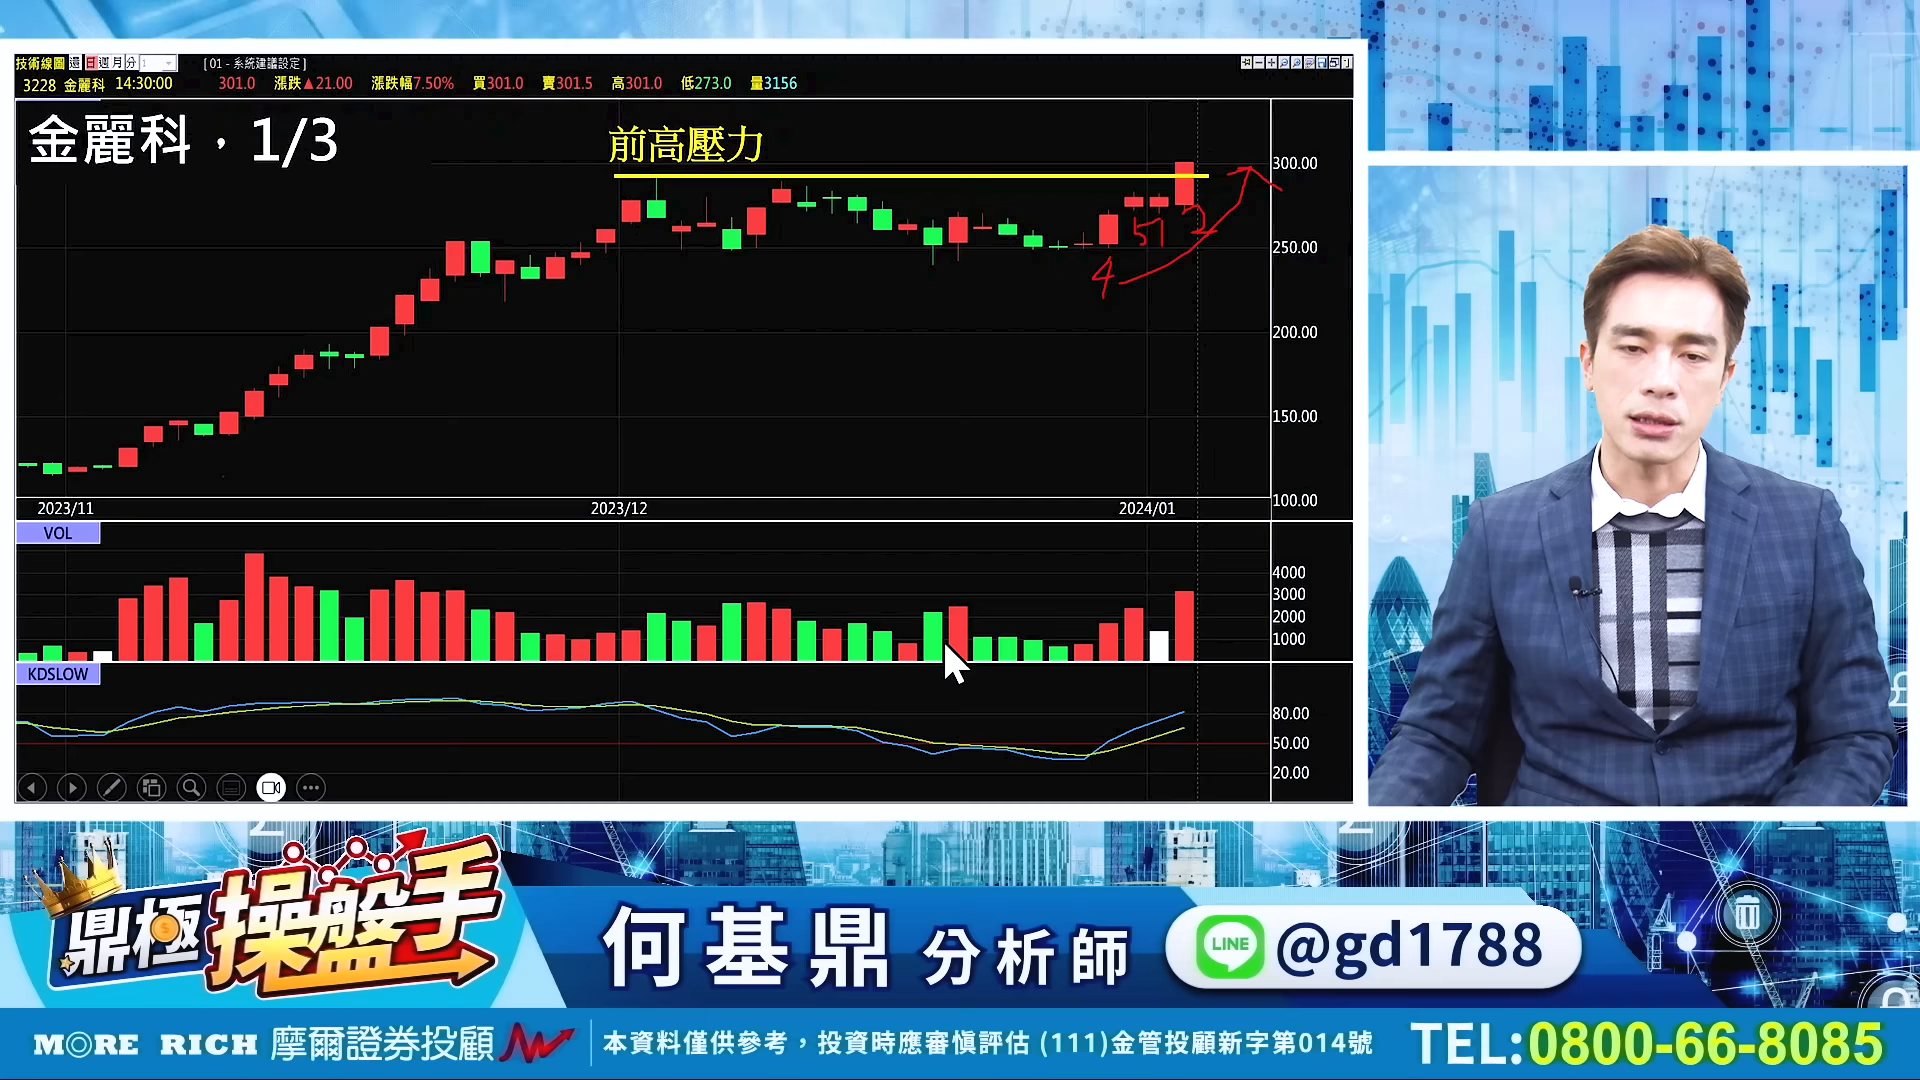 技術線圖 還 日 週 月 分 1 [ 01 - 系統建議設定 ]
3228 金麗科 14:30:00 301.0 漲跌▲21.00 漲跌幅7.50% 買301.0 賣301.5 高301.0 低273.0 量3156
金麗科,1/3
前高壓力
300.00
250.00
200.00
150.00
100.00
4 57 2
2023/11 2023/12 2024/01
VOL
4000
3000
2000
1000
KDSLOW
80.00
50.00
20.00
鼎極操盤手
何基鼎 分析師
LINE @gd1788
MORE RICH 摩爾證券投顧
本資料僅供參考,投資時應審慎評估 (111)金管投顧新字第014號
TEL:0800-66-8085